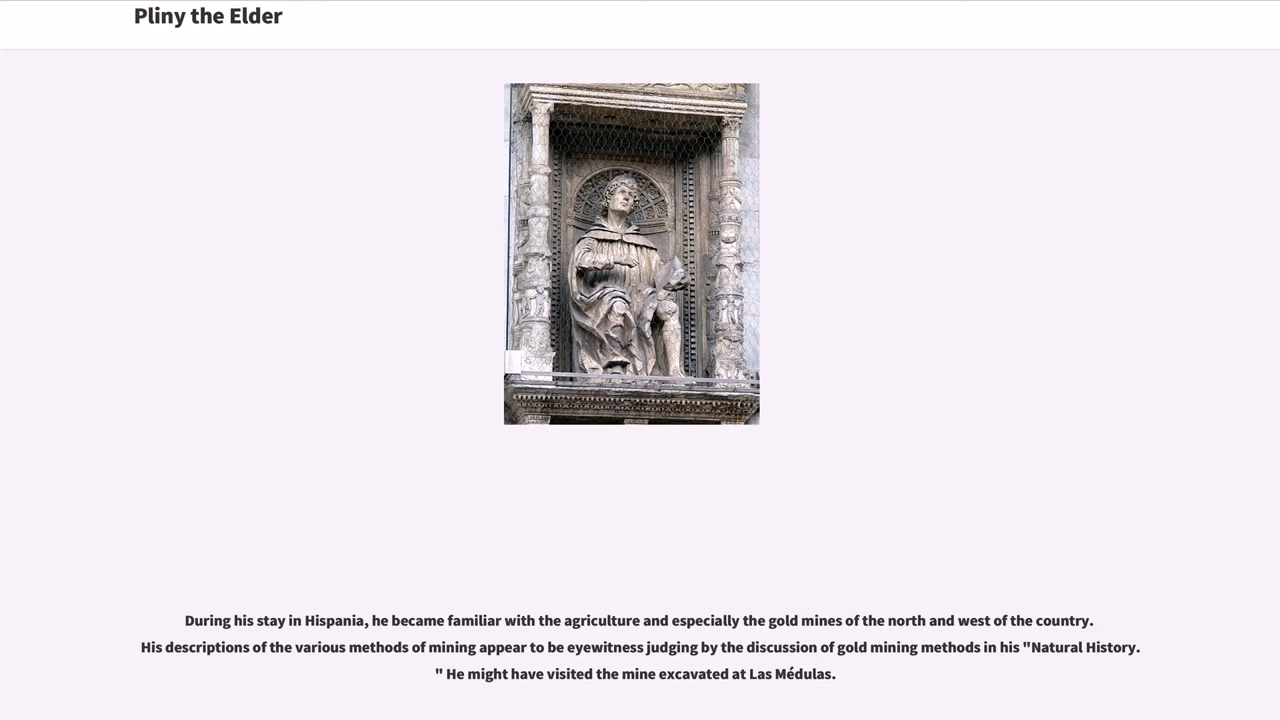 Pliny the Elder
During his stay in Hispania, he became familiar with the agriculture and especially the gold mines of the north and west of the country.
His descriptions of the various methods of mining appear to be eyewitness judging by the discussion of gold mining methods in his "Natural History.
" He might have visited the mine excavated at Las Médulas.